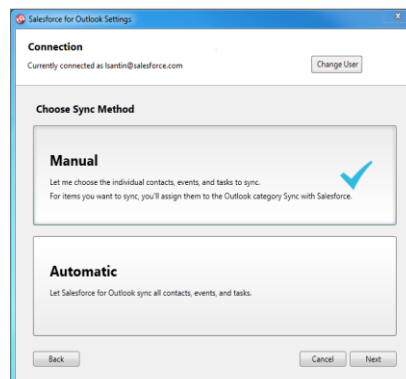 Salesforce for Outlook Settings
Connection
Currently connected as lsantin@salesforce.com
Change User
Choose Sync Method
Manual
Let me choose the individual contacts, events, and tasks to sync.
For items you want to sync, you'll assign them to the Outlook category Sync with Salesforce.
Automatic
Let Salesforce for Outlook sync all contacts, events, and tasks.
Back
Cancel
Next